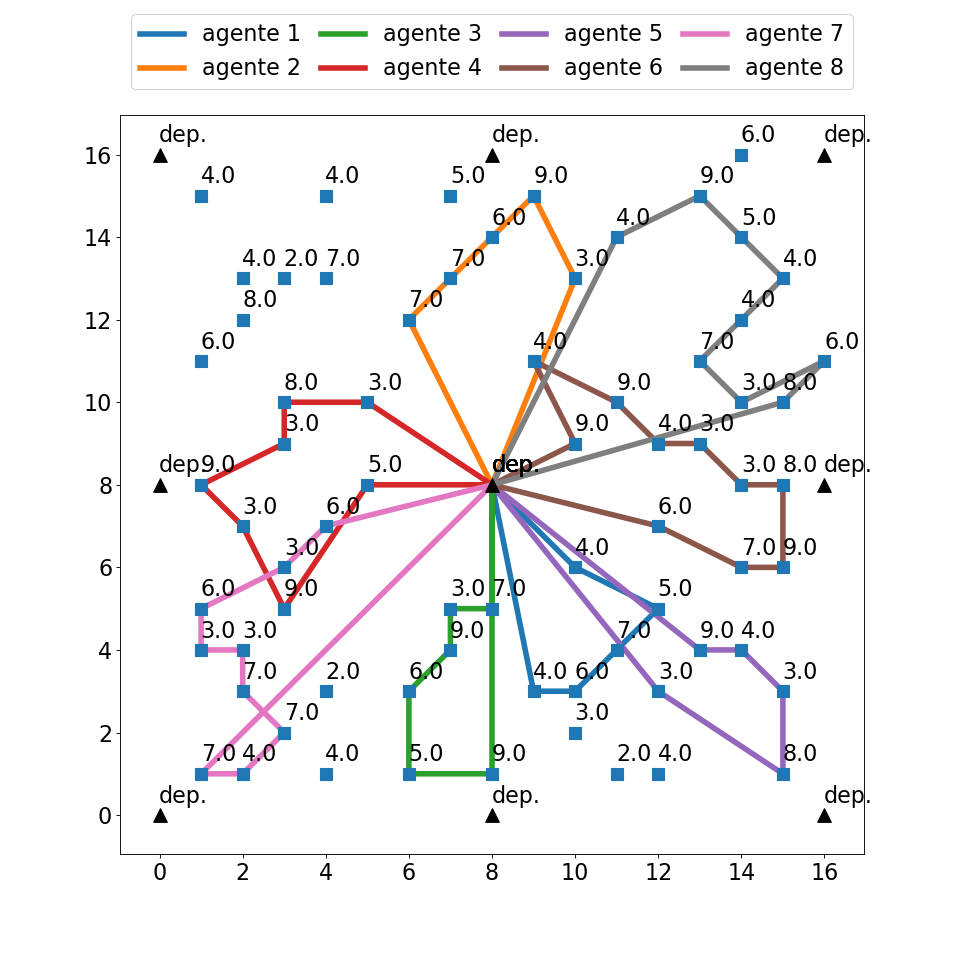 agente 1 agente 3 agente 5 agente 7
agente 2 agente 4 agente 6 agente 8
dep. dep. 6.0 dep.
16
4.0 4.0 5.0 9.0 9.0
14 6.0 4.0 5.0
4.0 2.0 7.0 7.0 3.0 4.0
12 8.0 7.0 4.0
6.0 4.0 7.0 6.0
10 8.0 3.0 9.0 3.0 8.0
3.0 9.0 4.0 3.0
8 dep. 9.0 5.0 dep. 3.0 8.0 dep.
3.0 6.0 6.0
6 3.0 4.0 7.0 9.0
6.0 9.0 3.0 7.0 5.0
4 3.0 3.0 9.0 7.0 9.0 4.0
7.0 2.0 6.0 4.0 6.0 3.0 3.0
2 7.0 3.0
7.0 4.0 4.0 5.0 9.0 2.0 4.0 8.0
0 dep. dep. dep.
0 2 4 6 8 10 12 14 16